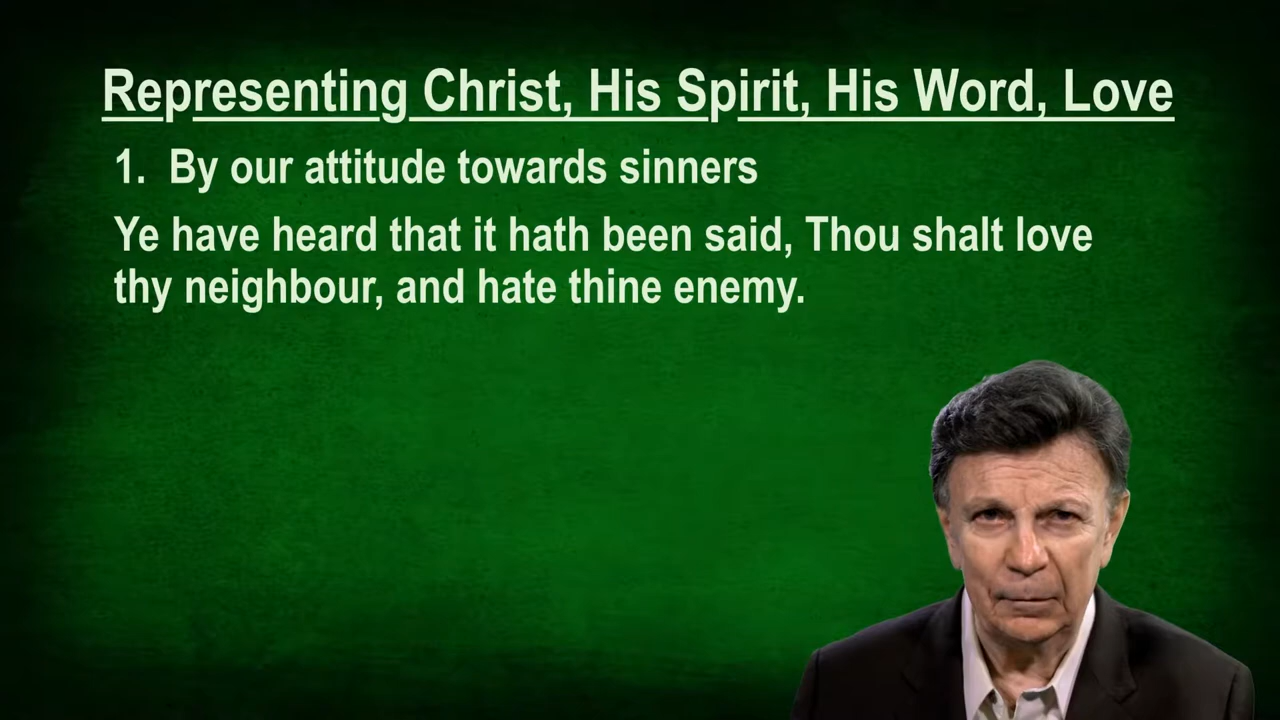 Representing Christ, His Spirit, His Word, Love
1. By our attitude towards sinners
Ye have heard that it hath been said, Thou shalt love
thy neighbour, and hate thine enemy.